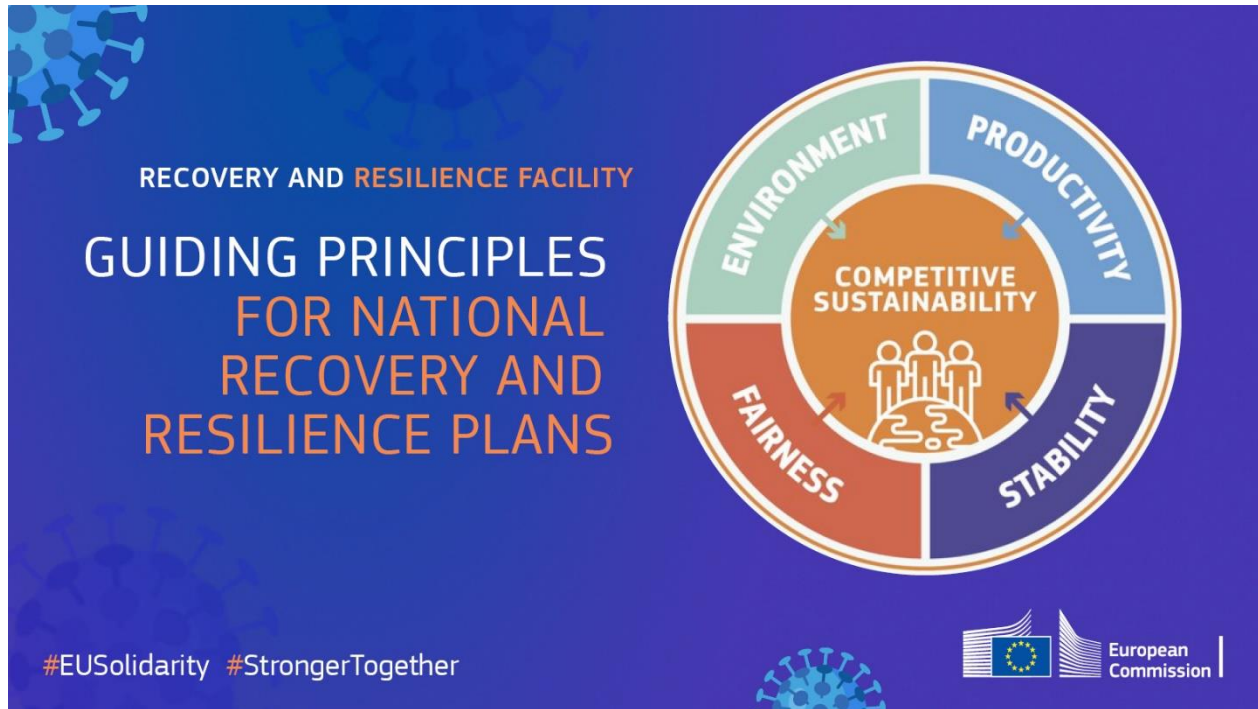 RECOVERY AND RESILIENCE FACILITY
GUIDING PRINCIPLES
FOR NATIONAL
RECOVERY AND
RESILIENCE PLANS
ENVIRONMENT
PRODUCTIVITY
COMPETITIVE
SUSTAINABILITY
FAIRNESS
STABILITY
#EUSolidarity #StrongerTogether
European
Commission